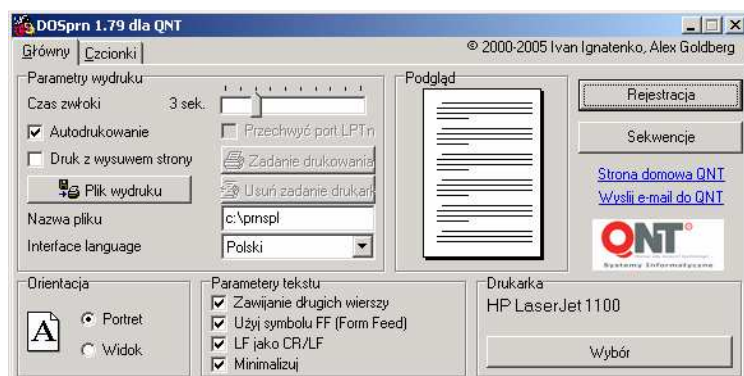 DOSprn 1.79 dla QNT
Główny Czcionki
© 2000-2005 Ivan Ignatenko, Alex Goldberg
Parametry wydruku
Czas zwłoki 3 sek.
Autodrukowanie
Przechwyć port LPTn
Druk z wysuwem strony
Zadanie drukowania
Plik wydruku
Usuń zadanie drukark
Nazwa pliku
c:\prnspl
Interface language
Polski
Podgląd
Rejestracja
Sekwencje
Strona domowa QNT
Wyslij e-mail do QNT
QNT
Systemy Informatyczne
Orientacja
Portret
Widok
Parametery tekstu
Zawijanie długich wierszy
Użyj symbolu FF (Form Feed)
LF jako CR/LF
Minimalizuj
Drukarka
HP LaserJet 1100
Wybór